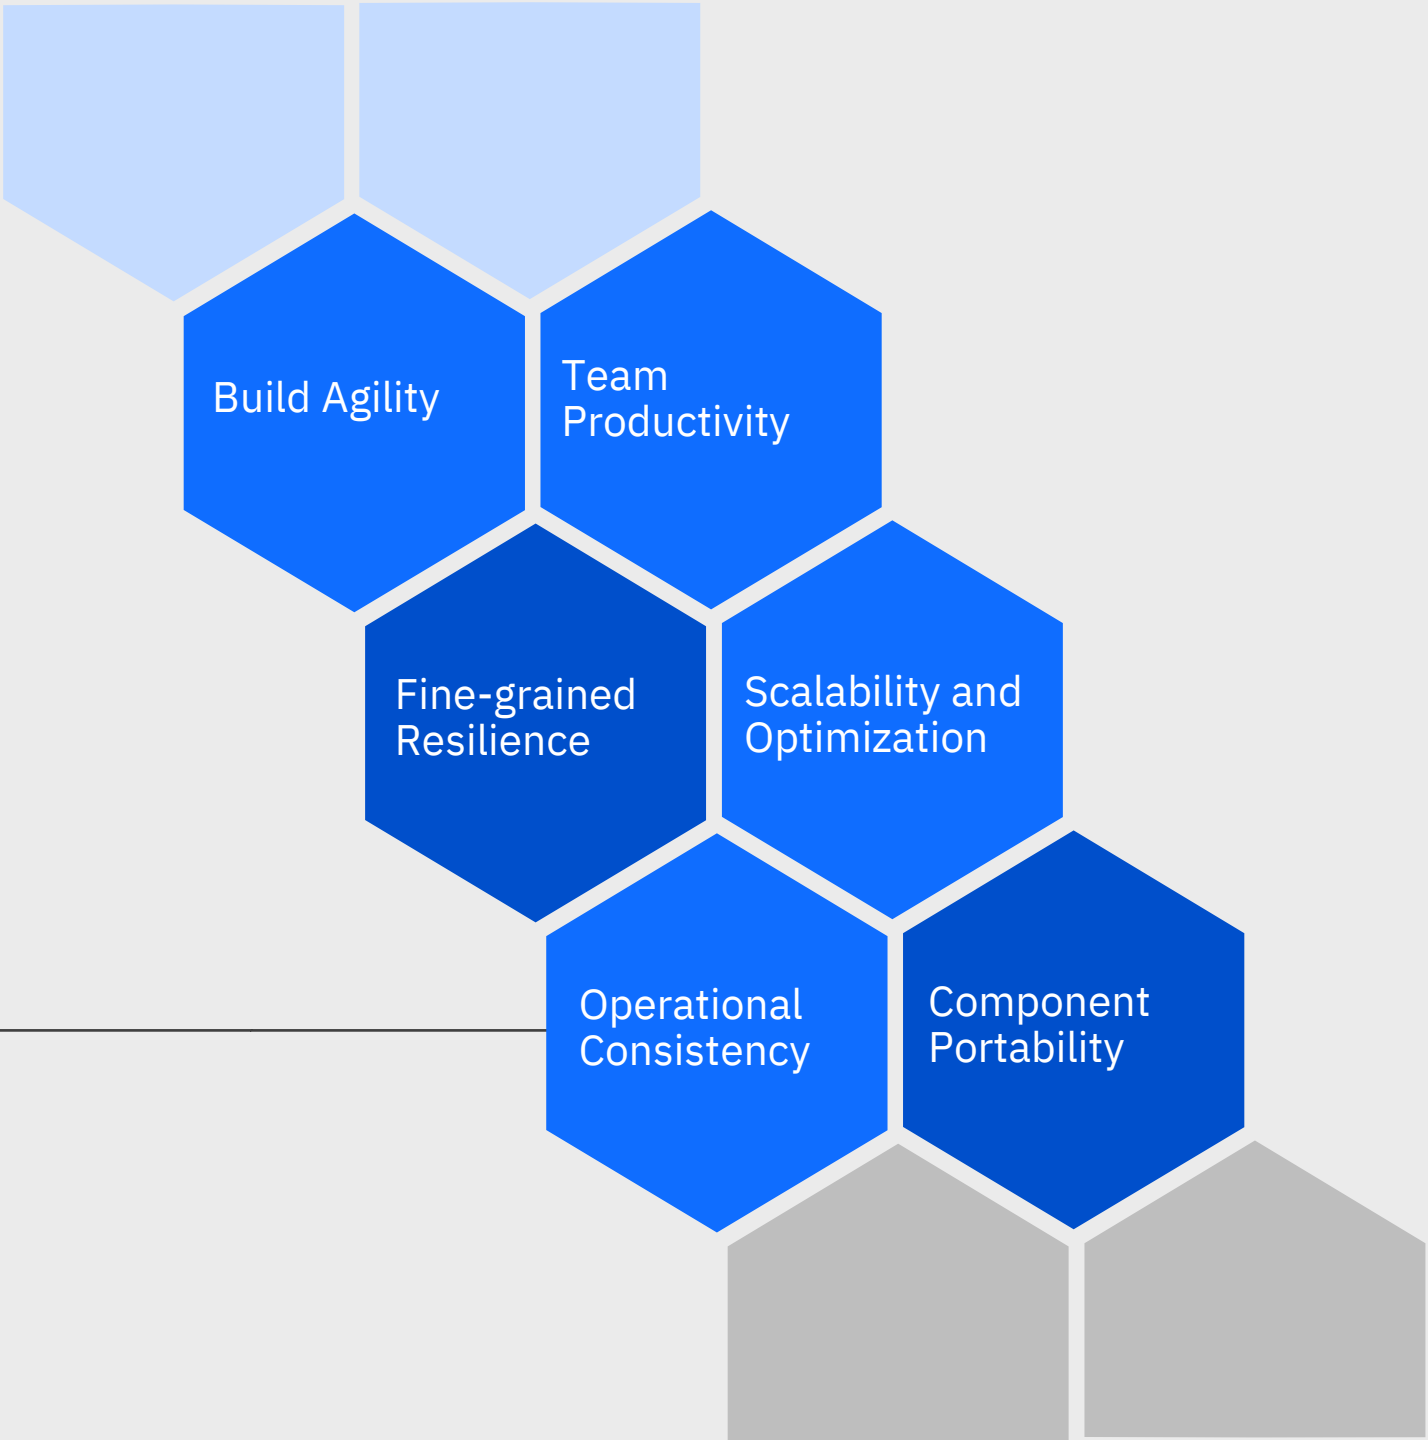 Build Agility
Team
Productivity
Fine-grained
Resilience
Scalability and
Optimization
Operational
Consistency
Component
Portability